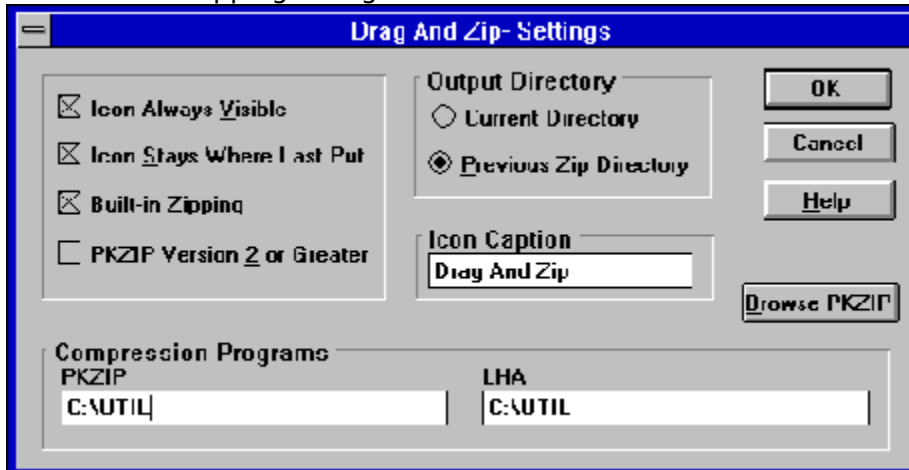 Drag And Zip- Settings
Icon Always Visible
Icon Stays Where Last Put
Built-in Zipping
PKZIP Version 2 or Greater
Output Directory
Current Directory
Previous Zip Directory
Icon Caption
Drag And Zip
OK
Cancel
Help
Browse PKZIP
Compression Programs
PKZIP
C:\UTIL
LHA
C:\UTIL